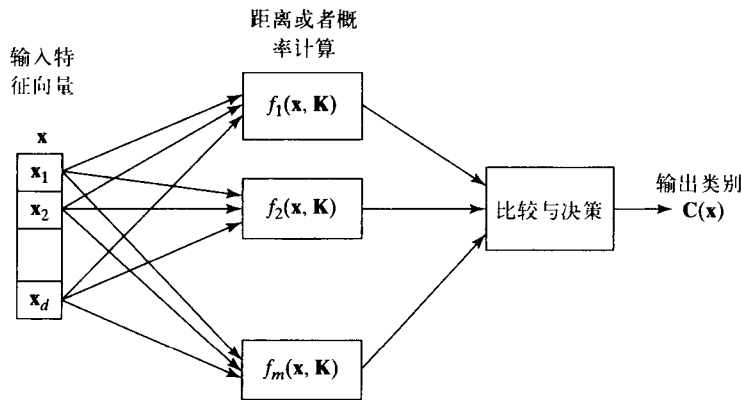 距离或者概
率计算
输入特
征向量
x
x₁
x₂
x_d
f₁(x, K)
f₂(x, K)
fₘ(x, K)
比较与决策
输出类别
C(x)